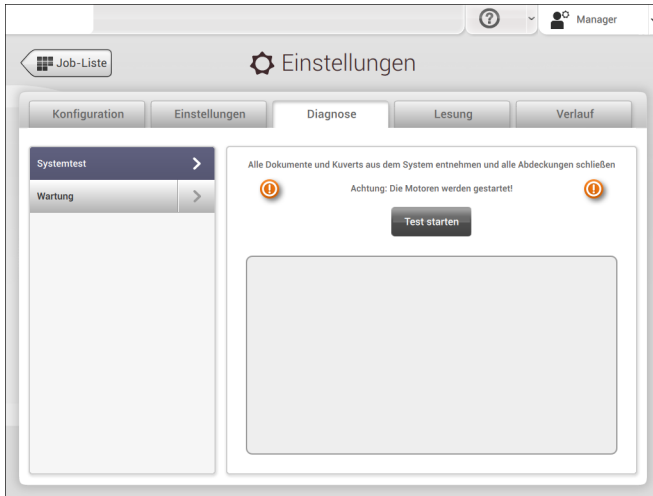 ?
Manager
Job-Liste
Einstellungen
Konfiguration
Einstellungen
Diagnose
Lesung
Verlauf
Systemtest
Wartung
Alle Dokumente und Kuverts aus dem System entnehmen und alle Abdeckungen schließen
Achtung: Die Motoren werden gestartet!
Test starten